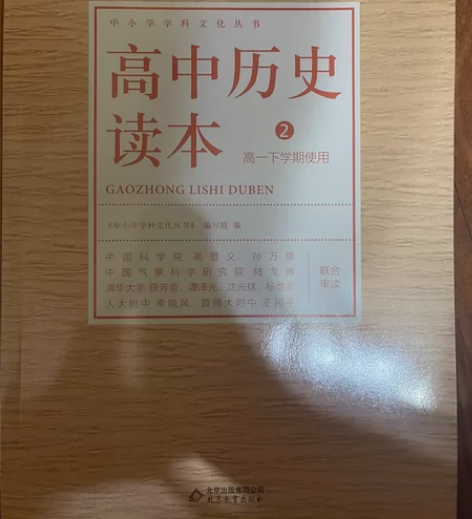 中小学学科文化丛书
高中历史
读本 2
高一下学期使用
GAOZHONG LISHI DUBEN
《中小学学科文化丛书》 编写组 编
中国科学院 高登义、孙万儒
中国气象科学研究院 陆龙骅
清华大学 薛芳渝、谭泽光、沈光球、杨
人大附中 李晓风、首师大附中 王
联合
审读
北京出版集团公司
北京教育出版社